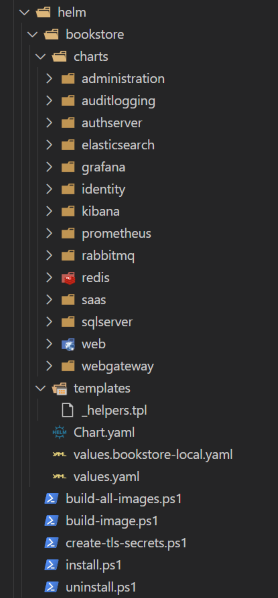 helm
bookstore
charts
administration
auditlogging
authserver
elasticsearch
grafana
identity
kibana
prometheus
rabbitmq
redis
saas
sqlserver
web
webgateway
templates
_helpers.tpl
HELM Chart.yaml
values.bookstore-local.yaml
values.yaml
build-all-images.ps1
build-image.ps1
create-tls-secrets.ps1
install.ps1
uninstall.ps1